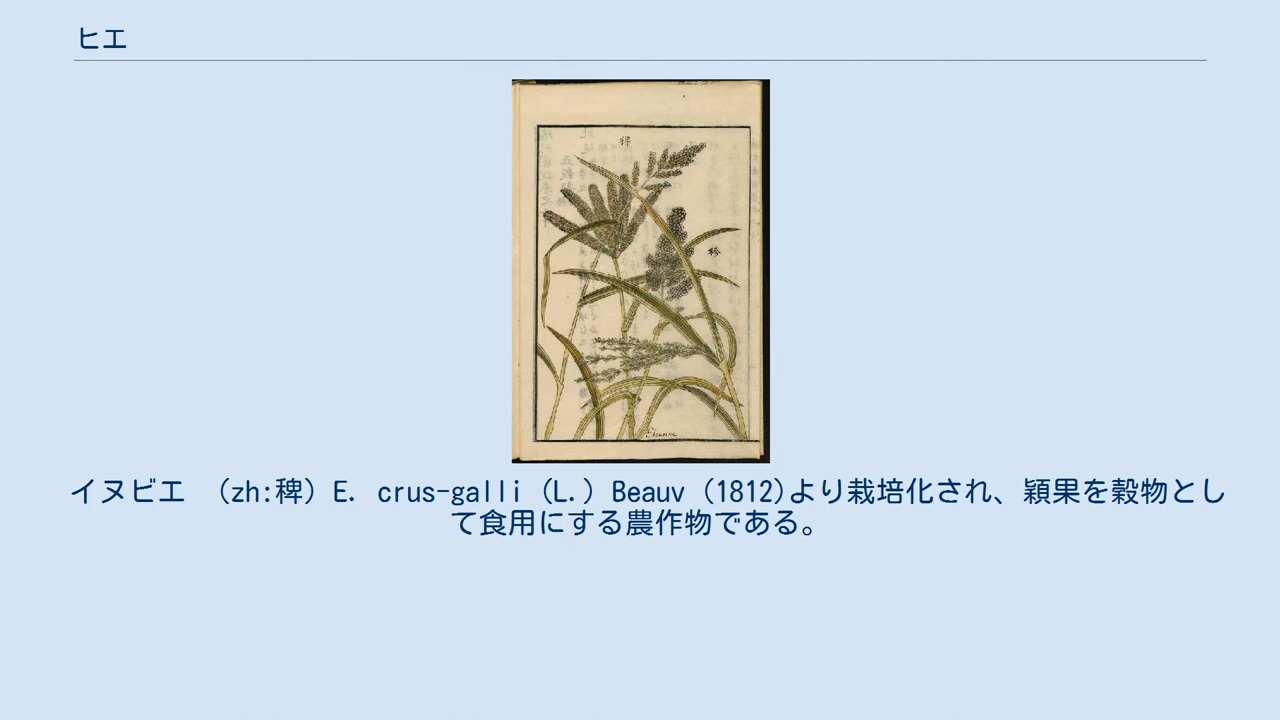 ヒエ
稗
䅟
イヌビエ （zh:稗）E. crus-galli (L.) Beauv (1812)より栽培化され、穎果を穀物とし
て食用にする農作物である。